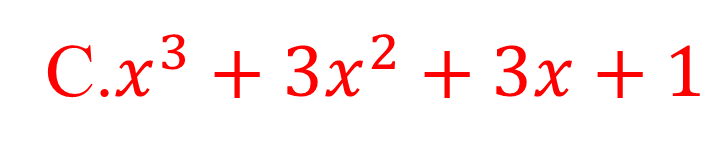 C.x³ + 3x² + 3x + 1